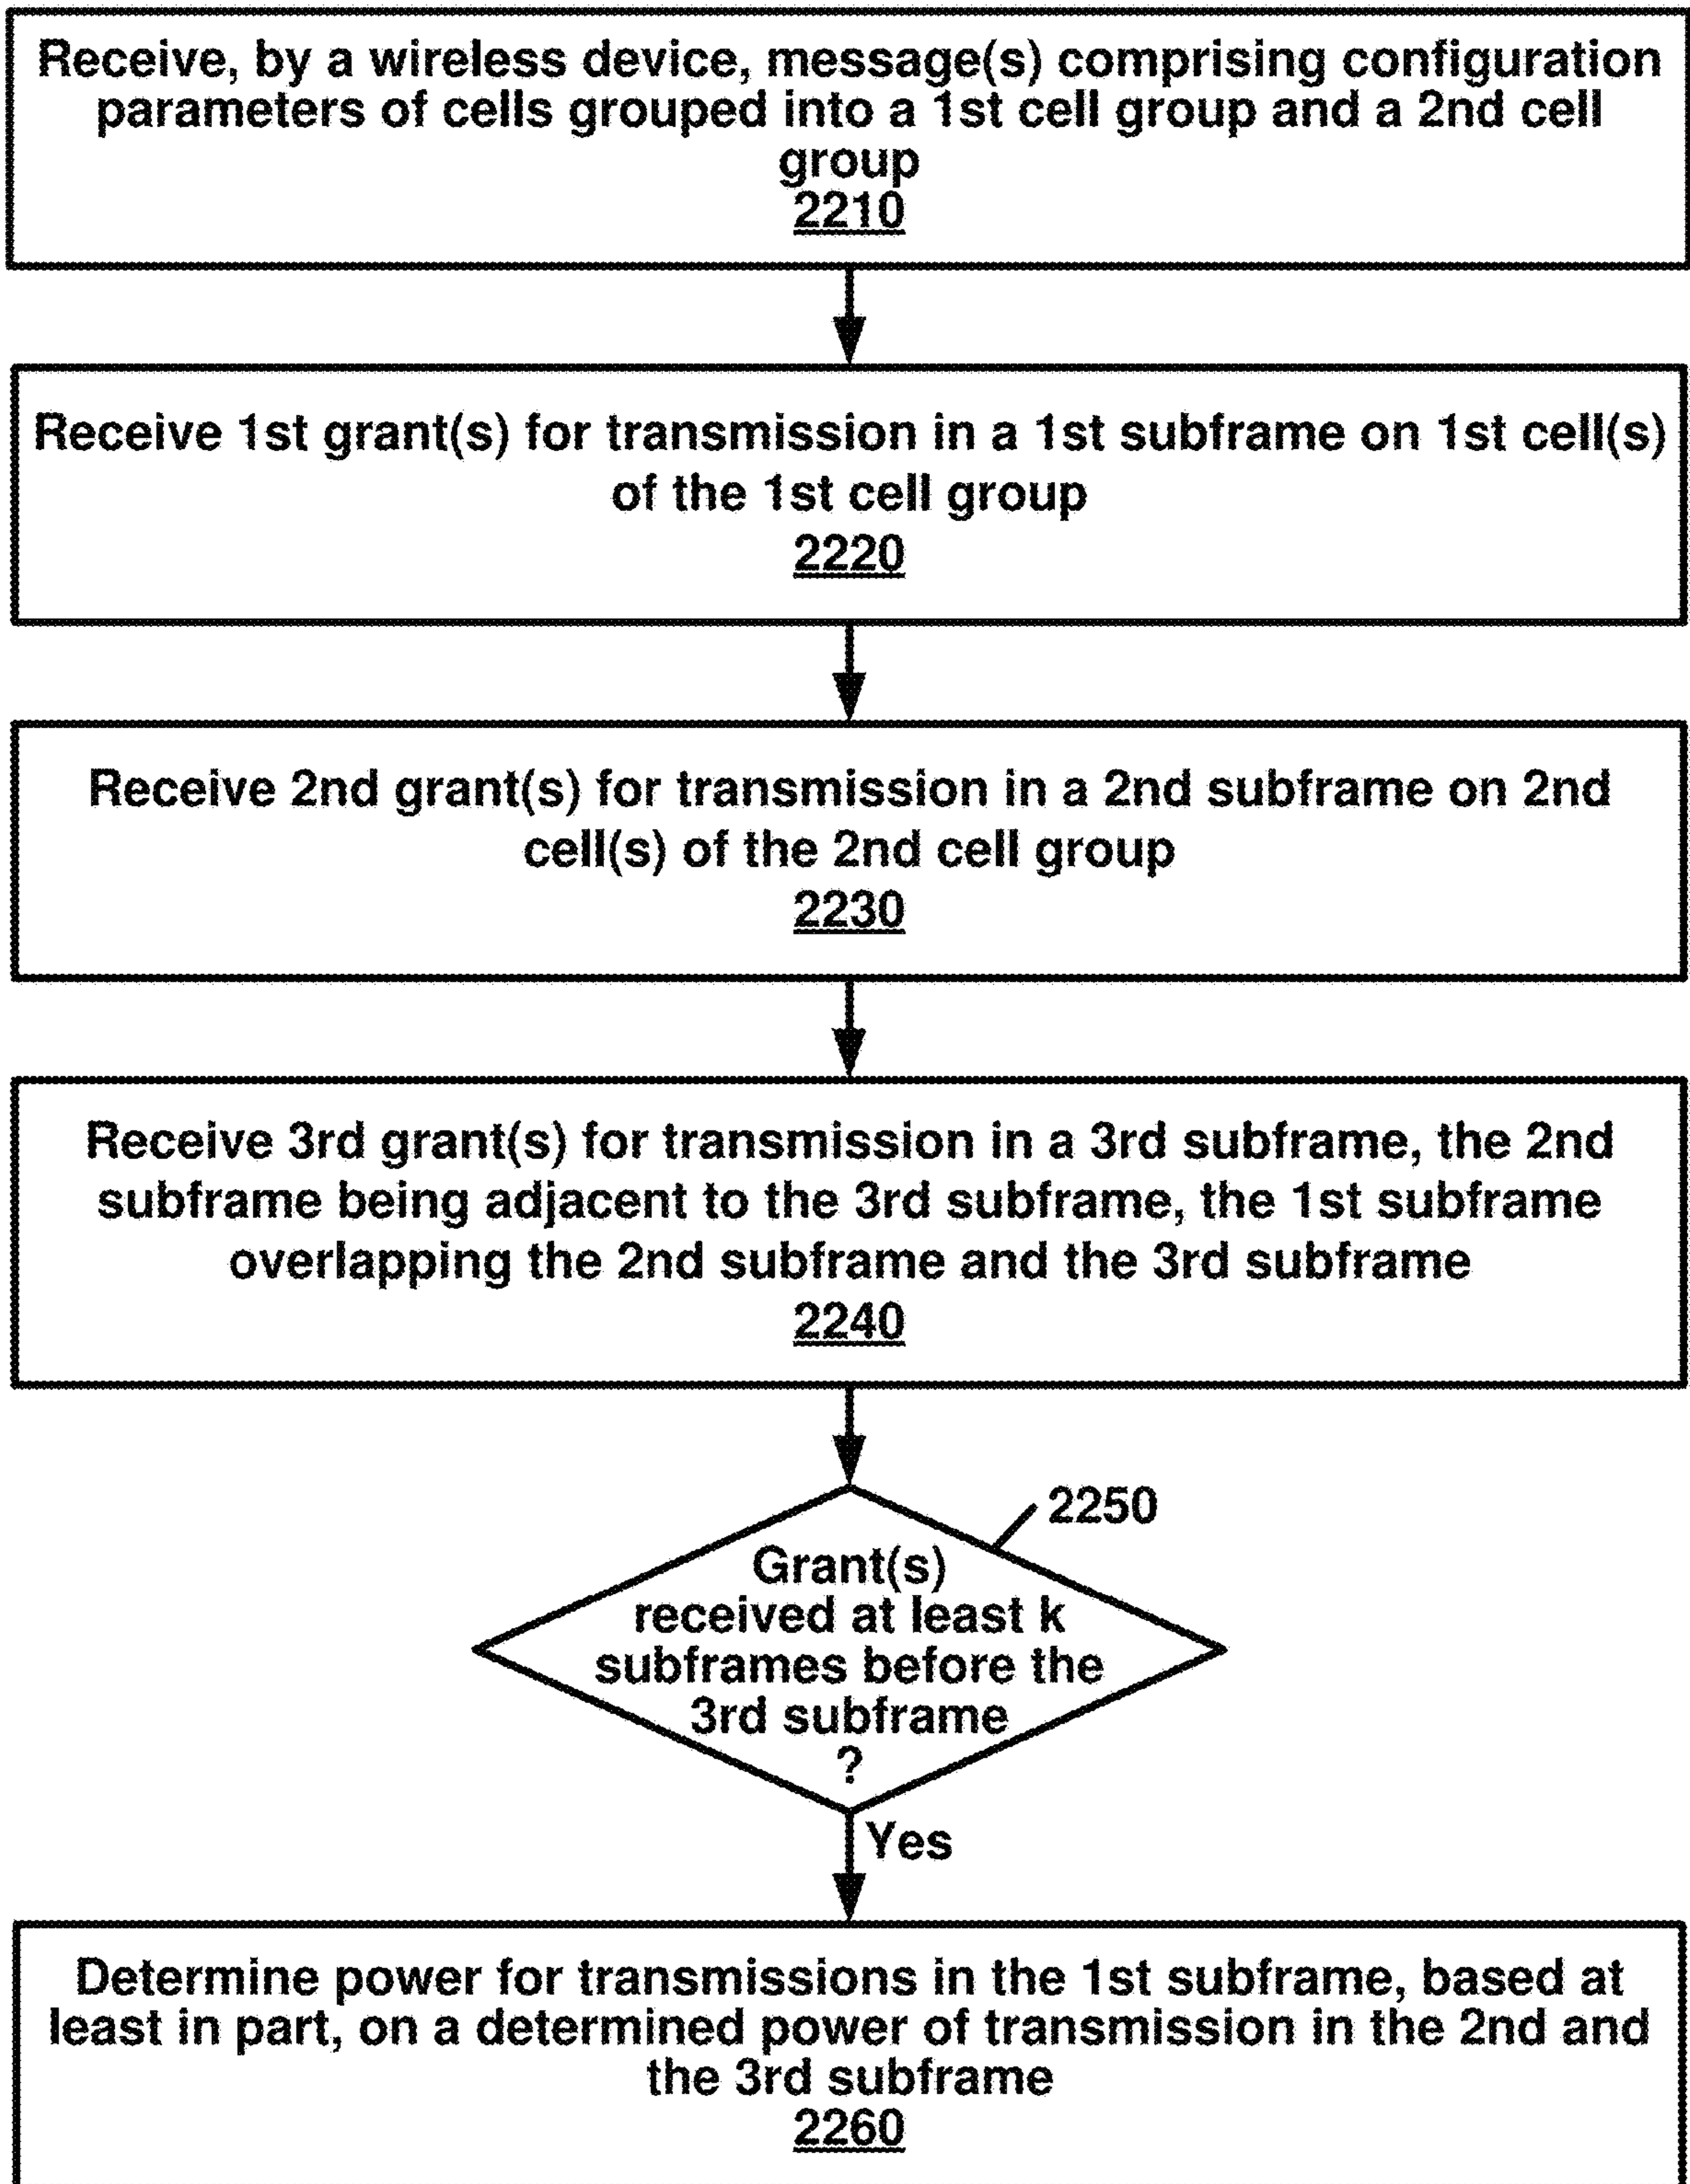 Receive, by a wireless device, message(s) comprising configuration
parameters of cells grouped into a 1st cell group and a 2nd cell
group
2210
Receive 1st grant(s) for transmission in a 1st subframe on 1st cell(s)
of the 1st cell group
2220
Receive 2nd grant(s) for transmission in a 2nd subframe on 2nd
cell(s) of the 2nd cell group
2230
Receive 3rd grant(s) for transmission in a 3rd subframe, the 2nd
subframe being adjacent to the 3rd subframe, the 1st subframe
overlapping the 2nd subframe and the 3rd subframe
2240
2250
Grant(s)
received at least k
subframes before the
3rd subframe
?
Yes
Determine power for transmissions in the 1st subframe, based at
least in part, on a determined power of transmission in the 2nd and
the 3rd subframe
2260